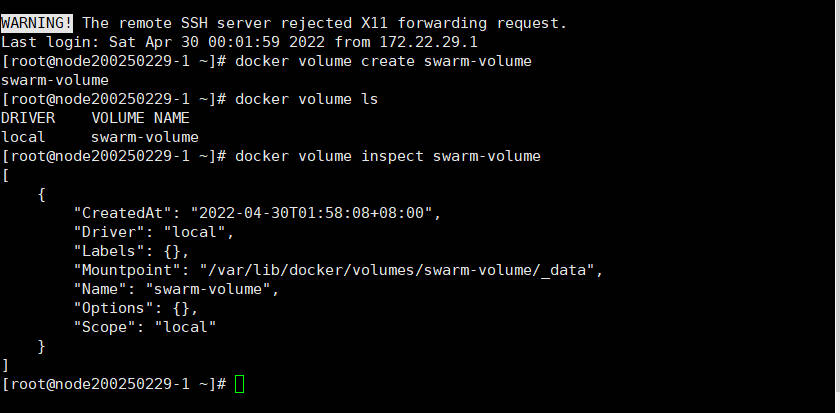 WARNING! The remote SSH server rejected X11 forwarding request.
Last login: Sat Apr 30 00:01:59 2022 from 172.22.29.1
[root@node200250229-1 ~]# docker volume create swarm-volume
swarm-volume
[root@node200250229-1 ~]# docker volume ls
DRIVER    VOLUME NAME
local     swarm-volume
[root@node200250229-1 ~]# docker volume inspect swarm-volume
[
    {
        "CreatedAt": "2022-04-30T01:58:08+08:00",
        "Driver": "local",
        "Labels": {},
        "Mountpoint": "/var/lib/docker/volumes/swarm-volume/_data",
        "Name": "swarm-volume",
        "Options": {},
        "Scope": "local"
    }
]
[root@node200250229-1 ~]#